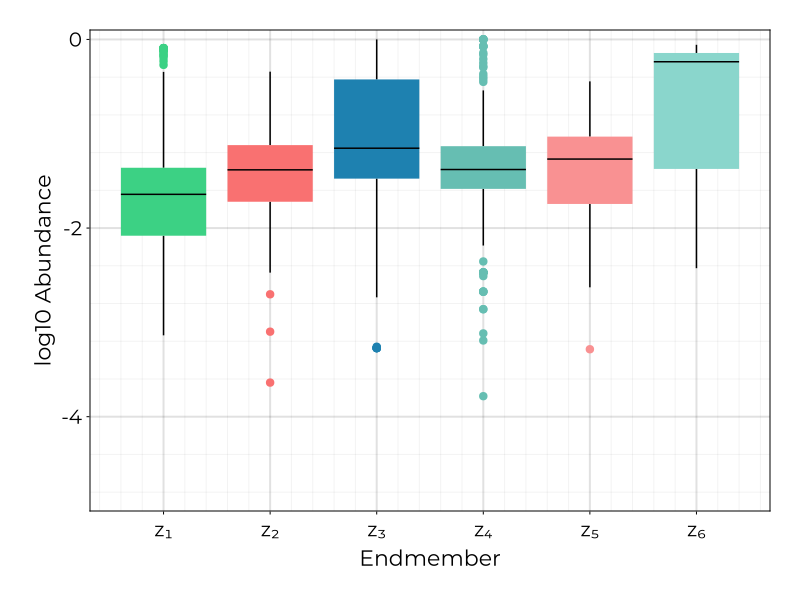 log10 Abundance
0
-2
-4
z₁ z₂ z₃ z₄ z₅ z₆
Endmember